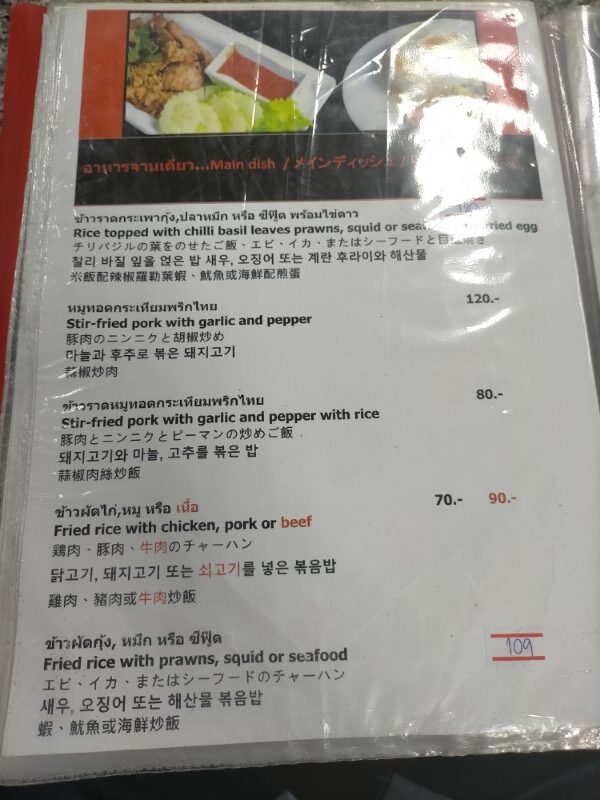 อาหารจานเดียว...Main dish / メインディッシュ /
ข้าวราดกระเพากุ้ง,ปลาหมึก หรือ ซีฟู๊ด พร้อมไข่ดาว
Rice topped with chilli basil leaves prawns, squid or fried egg
チリバジルの葉をのせたご飯、エビ、イカ、またはシーフードと目玉焼き
칠리 바질 잎을 얹은 밥 새우, 오징어 또는 계란 후라이와 해산물
米飯配辣椒羅勒葉蝦、魷魚或海鮮配煎蛋
หมูทอดกระเทียมพริกไทย 120.-
Stir-fried pork with garlic and pepper
豚肉のニンニクと胡椒炒め
마늘과 후추로 볶은 돼지고기
蒜椒炒肉
ข้าวราดหมูทอดกระเทียมพริกไทย 80.-
Stir-fried pork with garlic and pepper with rice
豚肉とニンニクとピーマンの炒めご飯
돼지고기와 마늘, 고추를 볶은 밥
蒜椒肉絲炒飯
ข้าวผัดไก่,หมู หรือ เนื้อ 70.- 90.-
Fried rice with chicken, pork or beef
鶏肉、豚肉、牛肉のチャーハン
닭고기, 돼지고기 또는 쇠고기를 넣은 볶음밥
雞肉、豬肉或牛肉炒飯
ข้าวผัดกุ้ง, หมึก หรือ ซีฟู๊ด 109
Fried rice with prawns, squid or seafood
エビ、イカ、またはシーフードのチャーハン
새우, 오징어 또는 해산물 볶음밥
蝦、魷魚或海鮮炒飯